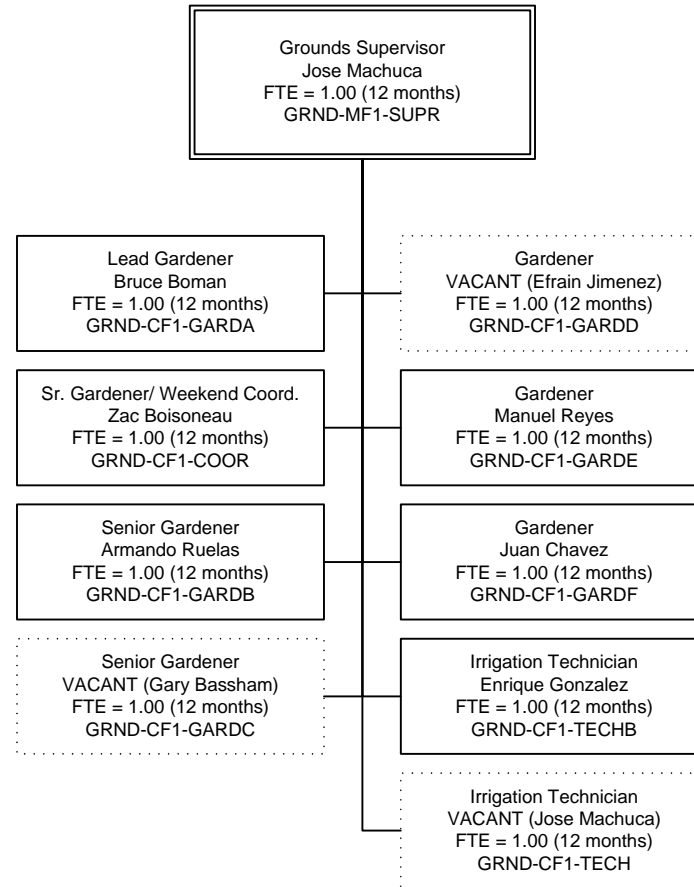 Grounds Supervisor
Jose Machuca
FTE = 1.00 (12 months)
GRND-MF1-SUPR
Lead Gardener
Bruce Boman
FTE = 1.00 (12 months)
GRND-CF1-GARDA
Gardener
VACANT (Efrain Jimenez)
FTE = 1.00 (12 months)
GRND-CF1-GARDD
Sr. Gardener/ Weekend Coord.
Zac Boisoneau
FTE = 1.00 (12 months)
GRND-CF1-COOR
Gardener
Manuel Reyes
FTE = 1.00 (12 months)
GRND-CF1-GARDE
Senior Gardener
Armando Ruelas
FTE = 1.00 (12 months)
GRND-CF1-GARDB
Gardener
Juan Chavez
FTE = 1.00 (12 months)
GRND-CF1-GARDF
Senior Gardener
VACANT (Gary Bassham)
FTE = 1.00 (12 months)
GRND-CF1-GARDC
Irrigation Technician
Enrique Gonzalez
FTE = 1.00 (12 months)
GRND-CF1-TECHB
Irrigation Technician
VACANT (Jose Machuca)
FTE = 1.00 (12 months)
GRND-CF1-TECH